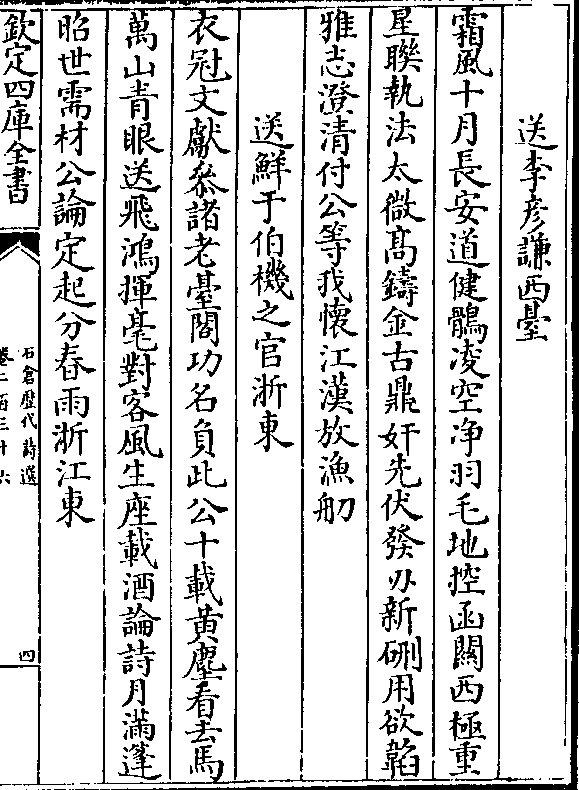 送李彦謙西臺
霜風十月長安道健鶻凌空净羽毛地控函關西極重
星聯執法太微髙鑄金古鼎奸先伏發刃新硎用欲韜
雅志澄清付公等我懷江漢放漁舠
送鮮于伯機之官浙東
衣冠文獻叅諸老臺閣功名負此公十載黄塵看去馬
萬山青眼送飛鴻揮毫對客風生座載酒論詩月滿篷
昭世需材公論定起分春雨浙江東
欽定四庫全書
石倉歴代詩選
卷二百三十六
四